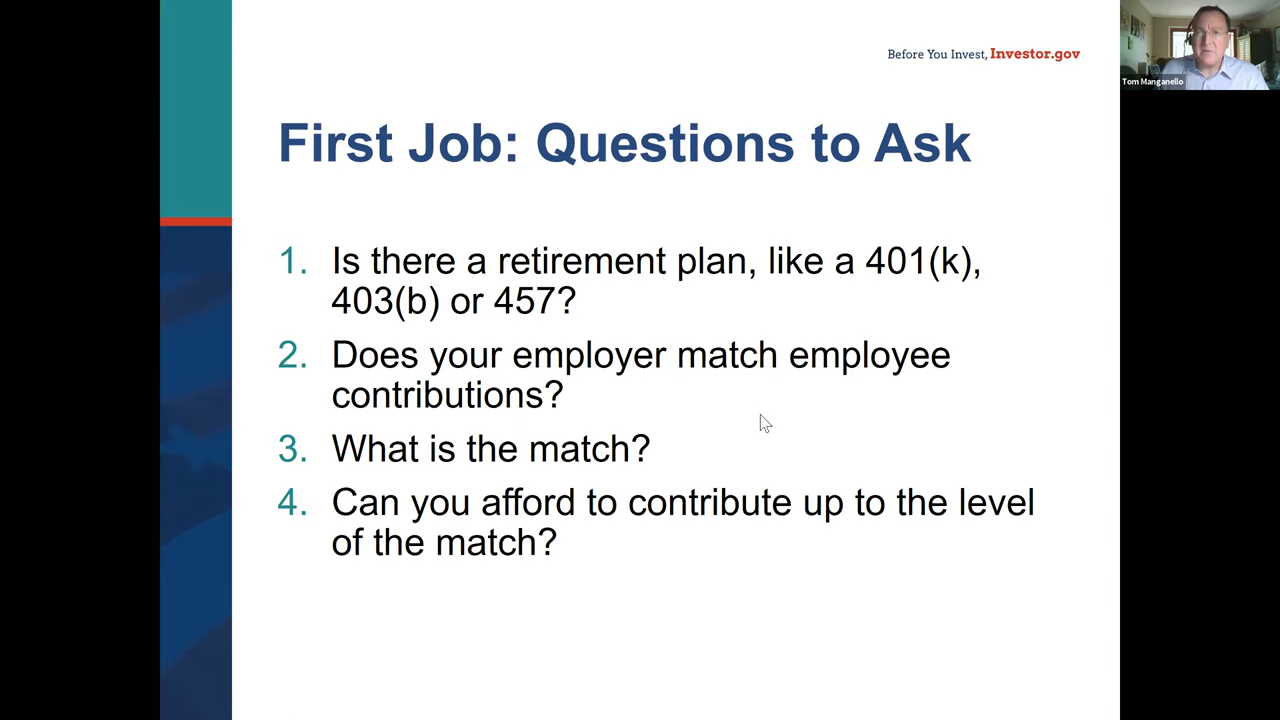 Before You Invest, Investor.gov
Tom Manganello
First Job: Questions to Ask
1. Is there a retirement plan, like a 401(k),
403(b) or 457?
2. Does your employer match employee
contributions?
3. What is the match?
4. Can you afford to contribute up to the level
of the match?